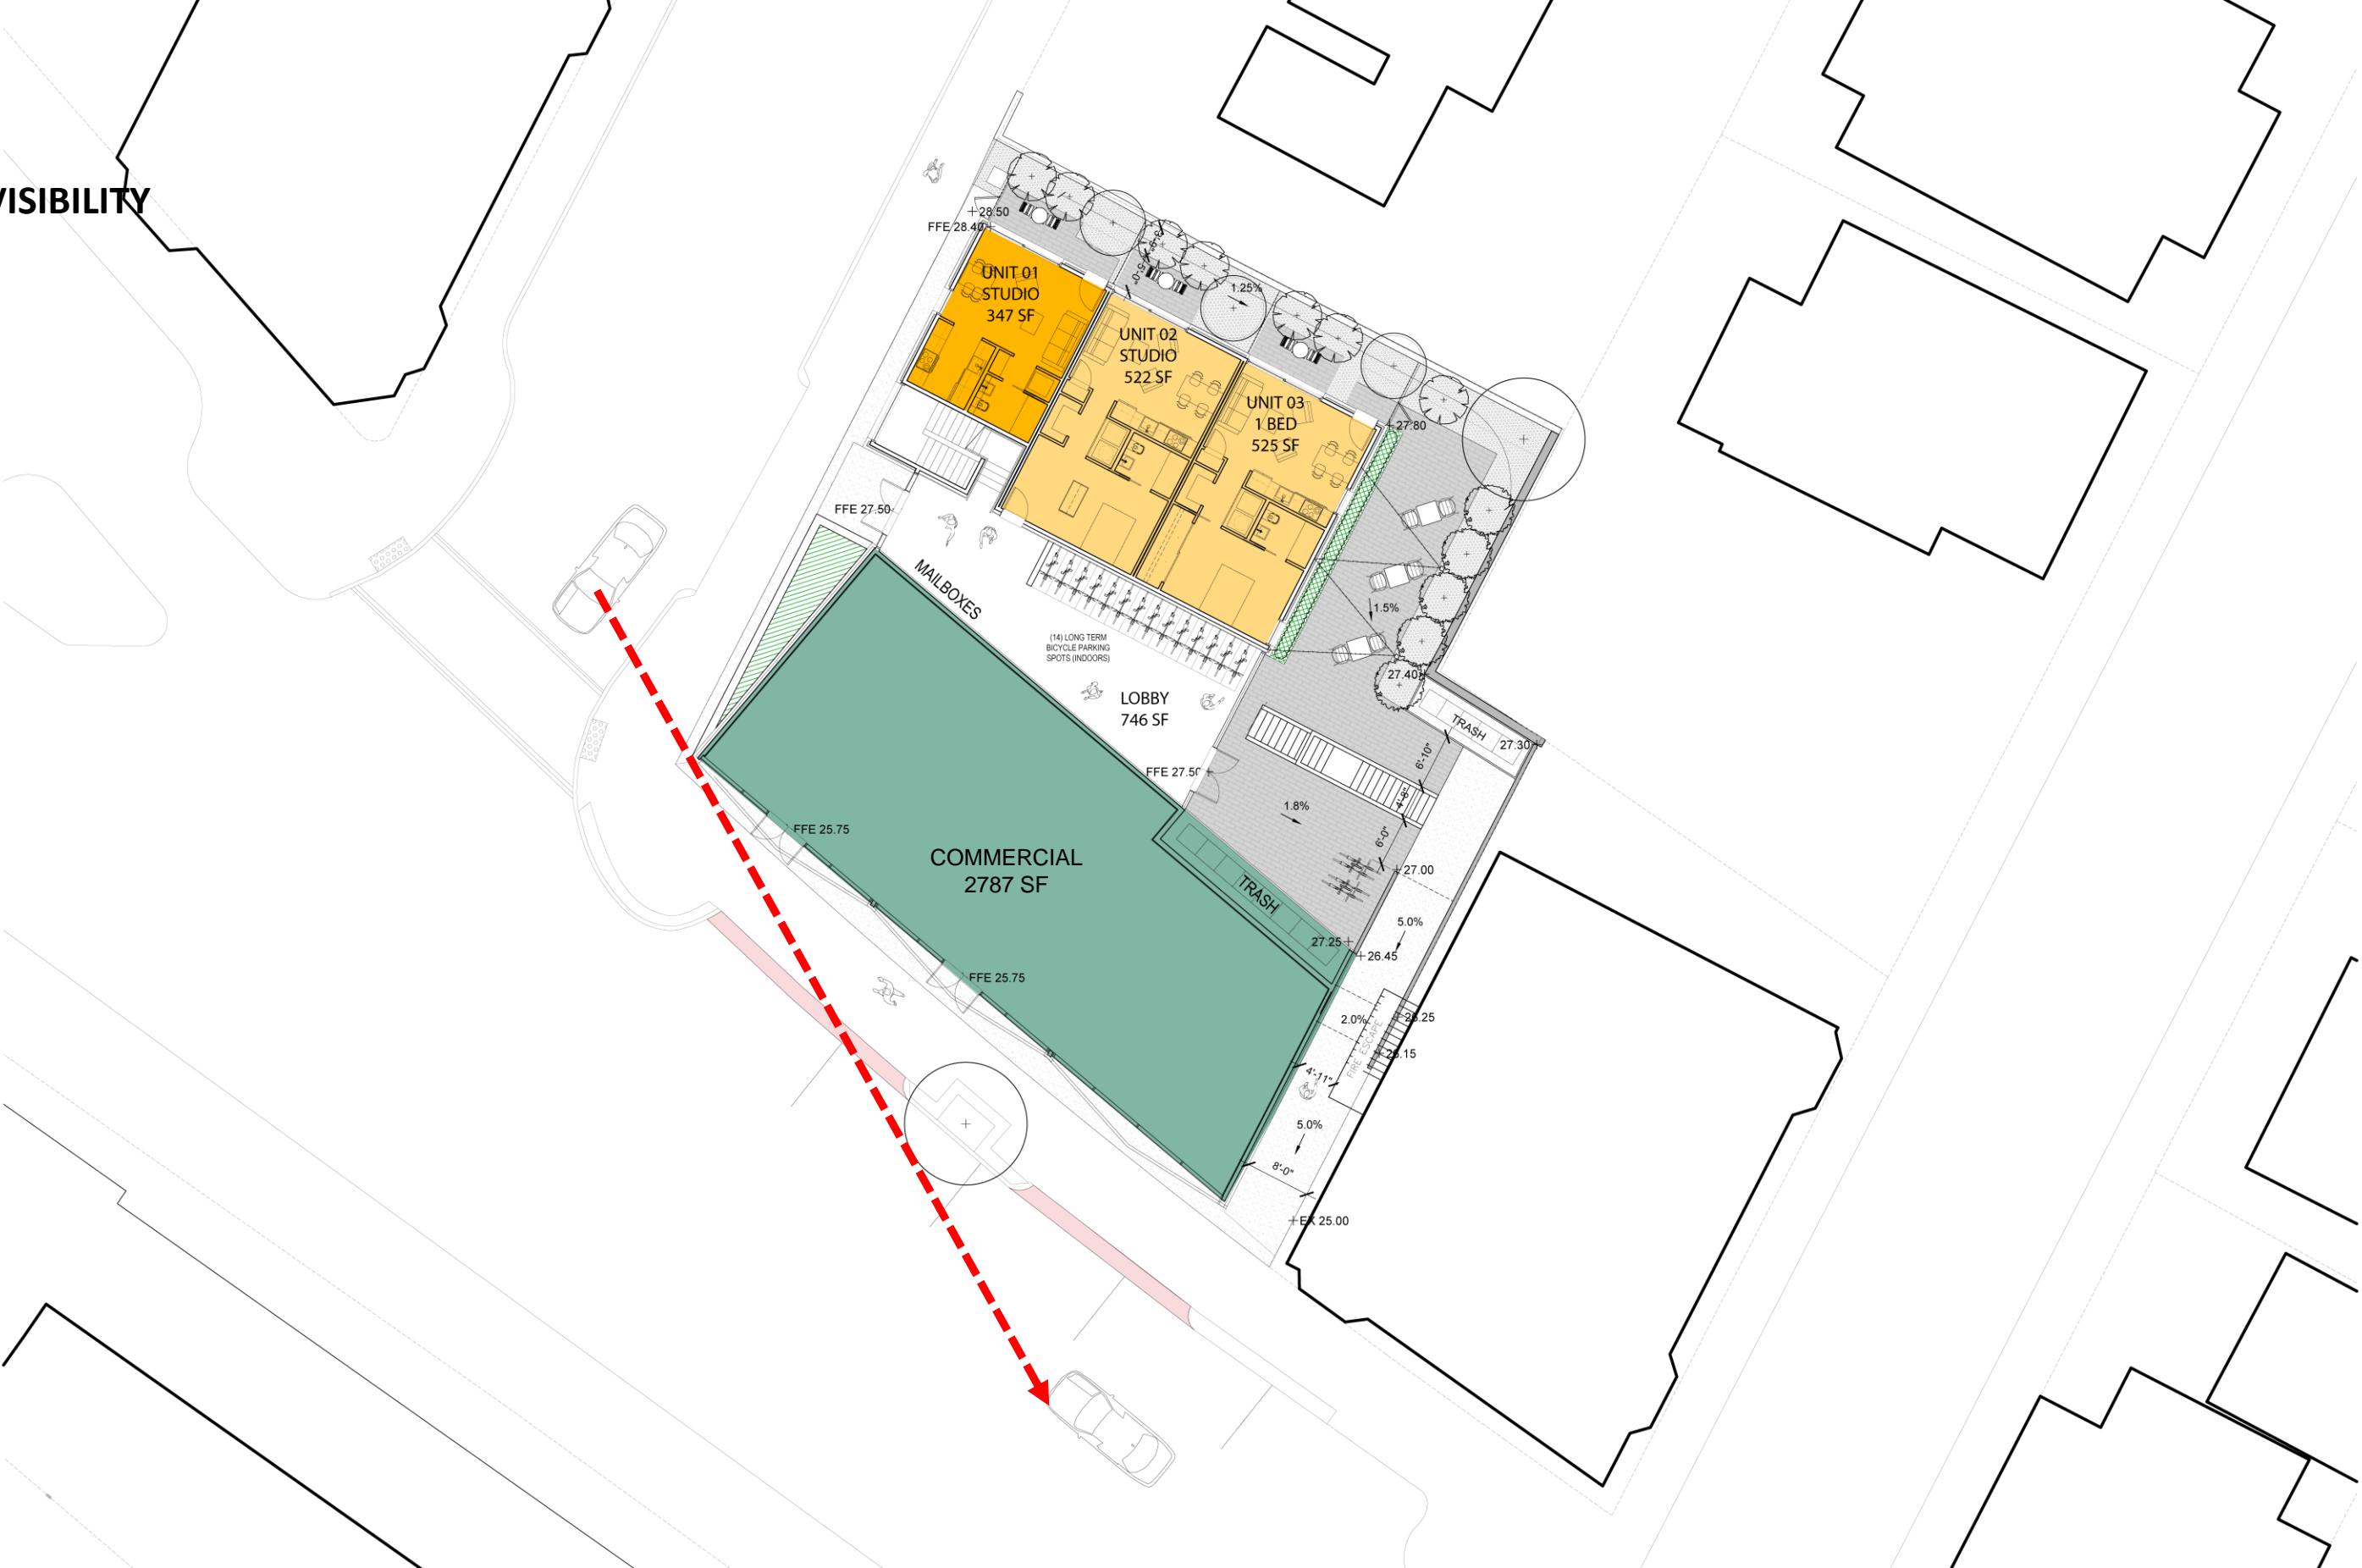 VISIBILITY
28.50
FFE 28.40
UNIT 01
STUDIO
347 SF
5'-0"
1.25%
UNIT 02
STUDIO
522 SF
UNIT 03
1 BED
525 SF
27.80
FFE 27.50
MAILBOXES
(14) LONG TERM
BICYCLE PARKING
SPOTS (INDOORS)
1.5%
27.40
LOBBY
746 SF
TRASH
27.30
FFE 27.50
6'-10"
4'-8"
1.8%
6'-0"
FFE 25.75
COMMERCIAL
2787 SF
TRASH
27.00
5.0%
27.25
26.45
FFE 25.75
2.0%
FIRE ESCAPE
4'-11"
5.0%
8'-0"
EX 25.00